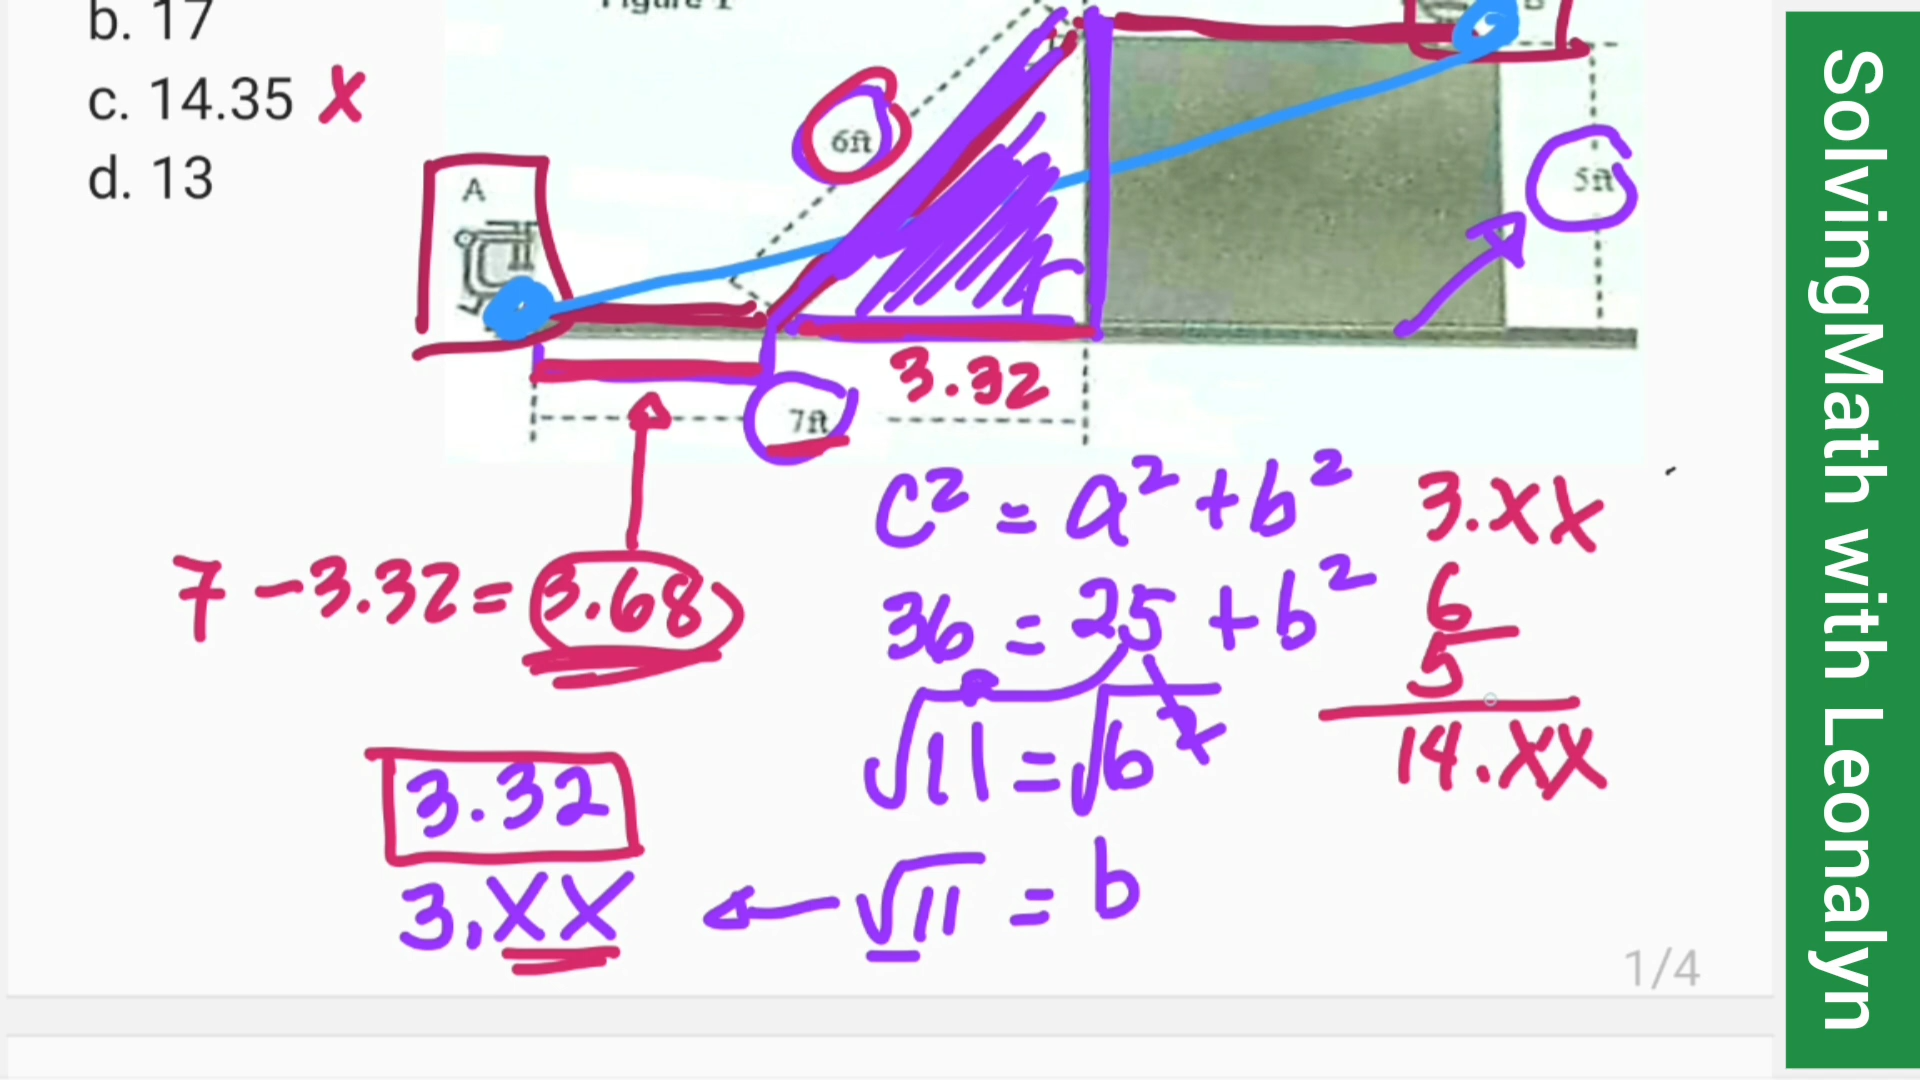 Figure 1
b. 17
c. 14.35 X
d. 13
A
B
6ft
5ft
7ft
3.32
7 - 3.32 = 3.68
3.32
3.XX
c² = a² + b²
36 = 25 + b²
√11 = √b²
√11 = b
3.XX
6
5
14.XX
1/4
SolvingMath with Leonalyn